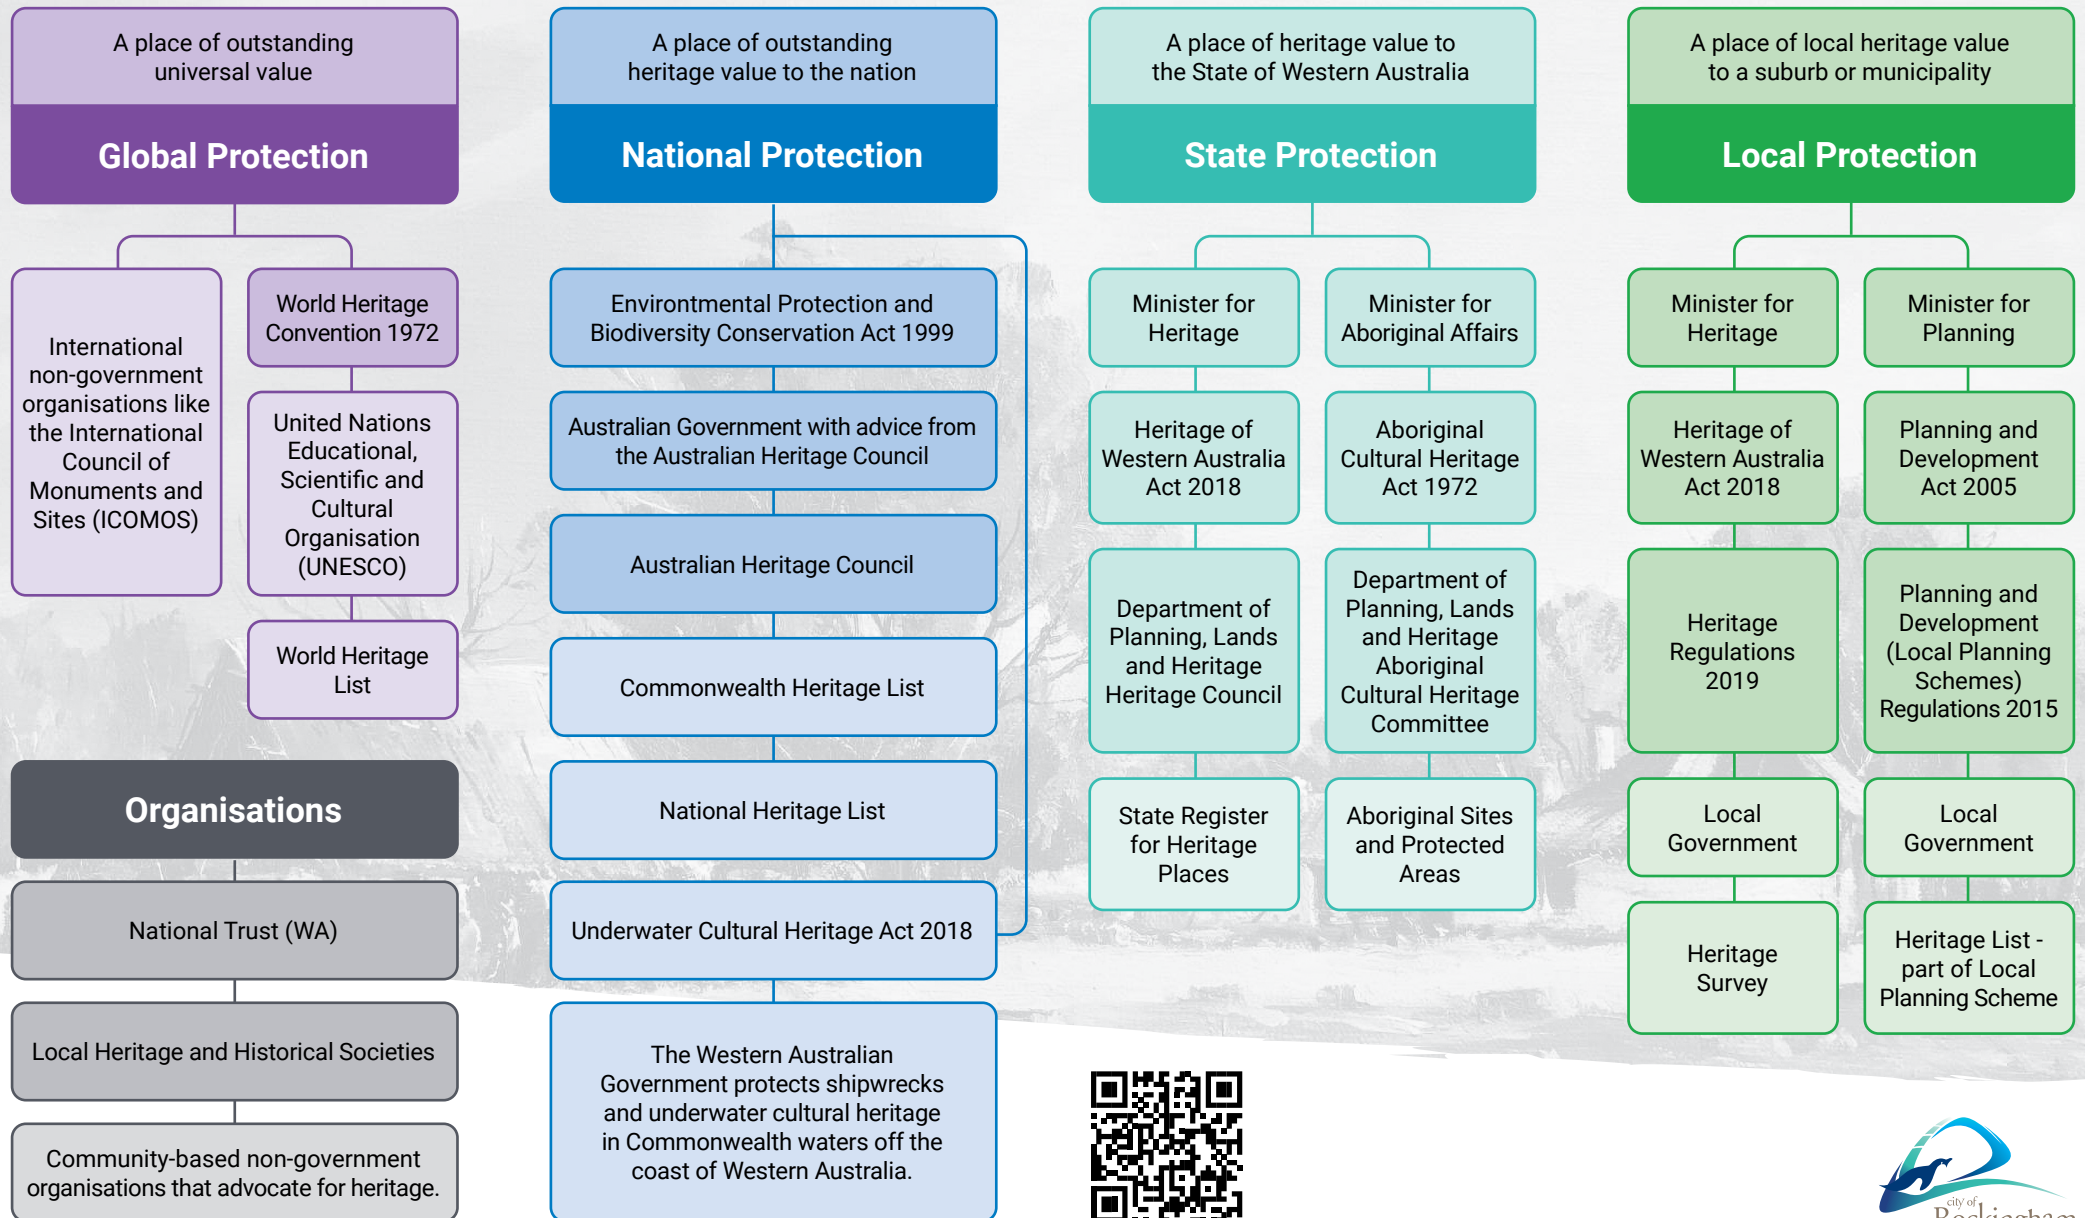 A place of outstanding
universal value
Global Protection
International
non-government
organisations like
the International
Council of
Monuments and
Sites (ICOMOS)
World Heritage
Convention 1972
United Nations
Educational,
Scientific and
Cultural
Organisation
(UNESCO)
World Heritage
List
Organisations
National Trust (WA)
Local Heritage and Historical Societies
Community-based non-government
organisations that advocate for heritage.
A place of outstanding
heritage value to the nation
National Protection
Environtmental Protection and
Biodiversity Conservation Act 1999
Australian Government with advice from
the Australian Heritage Council
Australian Heritage Council
Commonwealth Heritage List
National Heritage List
Underwater Cultural Heritage Act 2018
The Western Australian
Government protects shipwrecks
and underwater cultural heritage
in Commonwealth waters off the
coast of Western Australia.
A place of heritage value to
the State of Western Australia
State Protection
Minister for
Heritage
Heritage of
Western Australia
Act 2018
Department of
Planning, Lands
and Heritage
Heritage Council
State Register
for Heritage
Places
Minister for
Aboriginal Affairs
Aboriginal
Cultural Heritage
Act 1972
Department of
Planning, Lands
and Heritage
Aboriginal
Cultural Heritage
Committee
Aboriginal Sites
and Protected
Areas
A place of local heritage value
to a suburb or municipality
Local Protection
Minister for
Heritage
Heritage of
Western Australia
Act 2018
Heritage
Regulations
2019
Local
Government
Heritage
Survey
Minister for
Planning
Planning and
Development
Act 2005
Planning and
Development
(Local Planning
Schemes)
Regulations 2015
Local
Government
Heritage List -
part of Local
Planning Scheme
city of
Rockingham